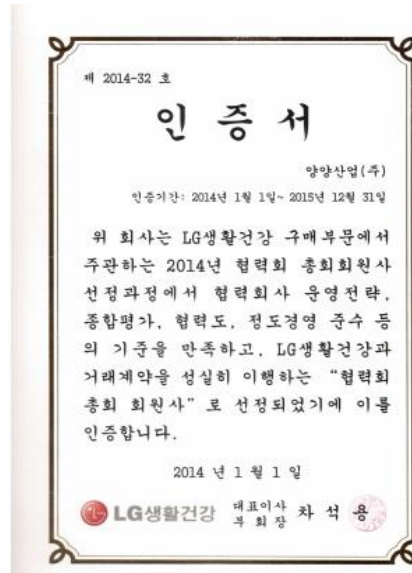 제 2014-32 호
인 증 서
양양산업(주)
인증기간: 2014년 1월 1일~ 2015년 12월 31일
위 회사는 LG생활건강 구매부문에서
주관하는 2014년 협력회 총회회원사
선정과정에서 협력회사 운영전략,
종합평가, 협력도, 정도경영 준수 등
의 기준을 만족하고, LG생활건강과
거래계약을 성실히 이행하는 “협력회
총회 회원사” 로 선정되었기에 이를
인증합니다.
2014 년 1 월 1 일
LG생활건강 대표이사 부 회 장 차 석 용